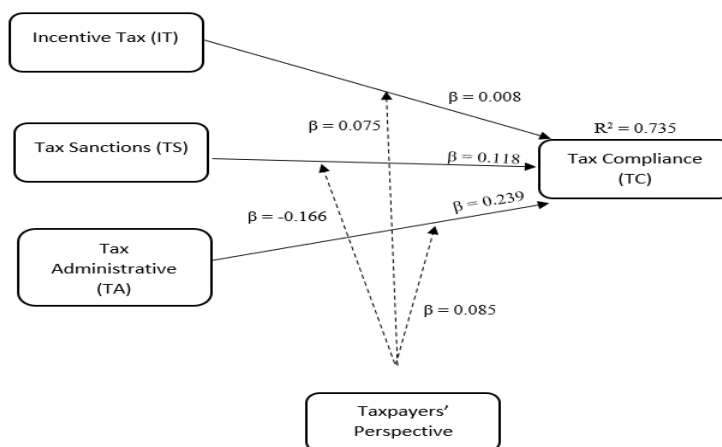 Incentive Tax (IT)
β = 0.008
β = 0.075
R² = 0.735
Tax Sanctions (TS)
β = 0.118
Tax Compliance
(TC)
β = 0.239
β = -0.166
Tax
Administrative
(TA)
β = 0.085
Taxpayers’
Perspective